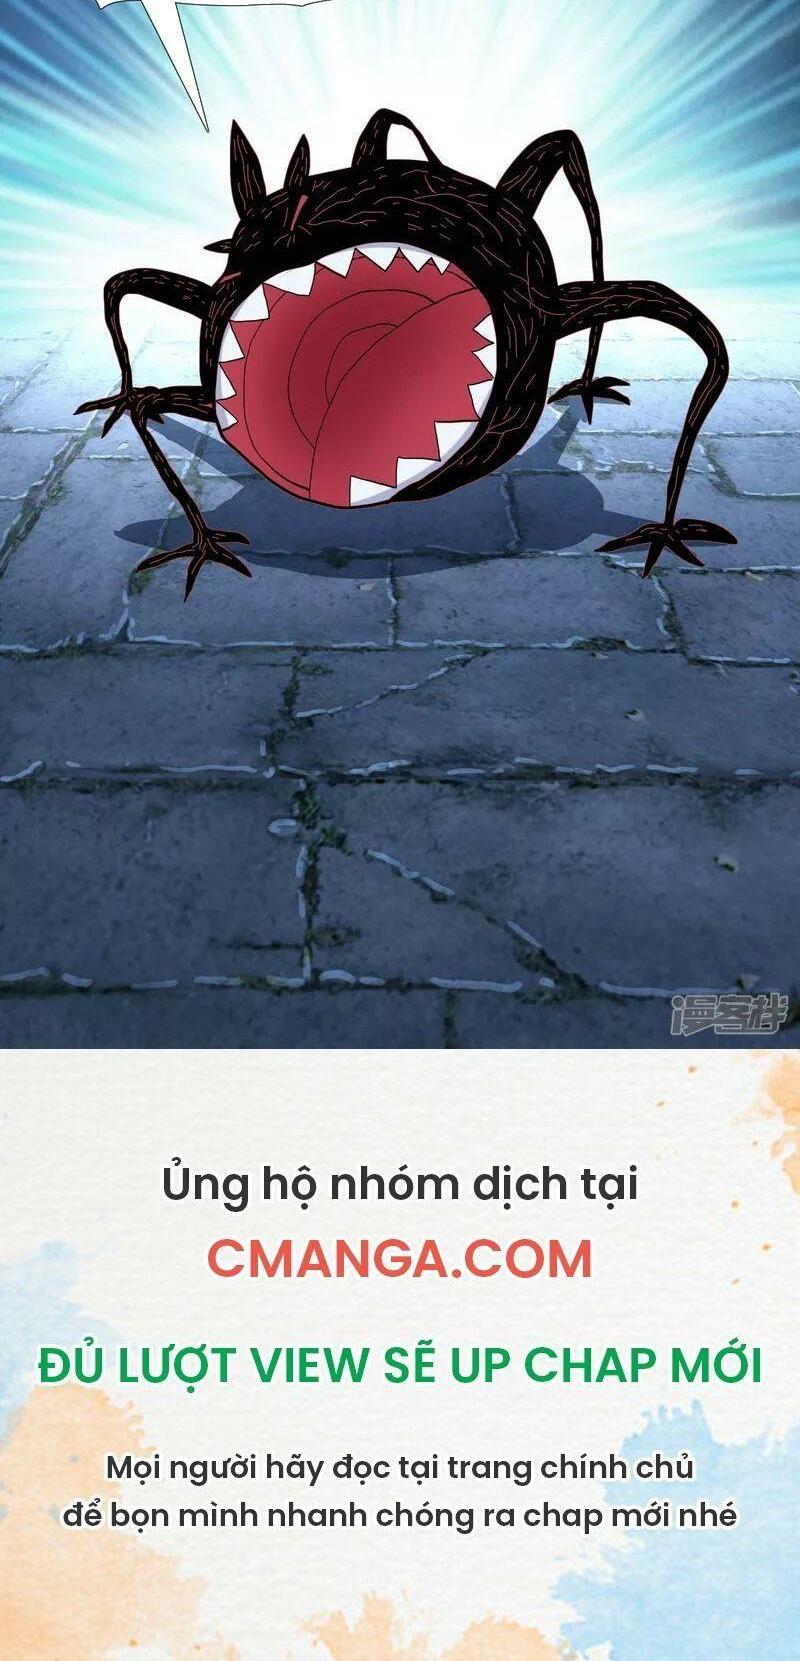 漫客栈
Ủng hộ nhóm dịch tại
CMANGA.COM
ĐỦ LƯỢT VIEW SẼ UP CHAP MỚI
Mọi người hãy đọc tại trang chính chủ
để bọn mình nhanh chóng ra chap mới nhé